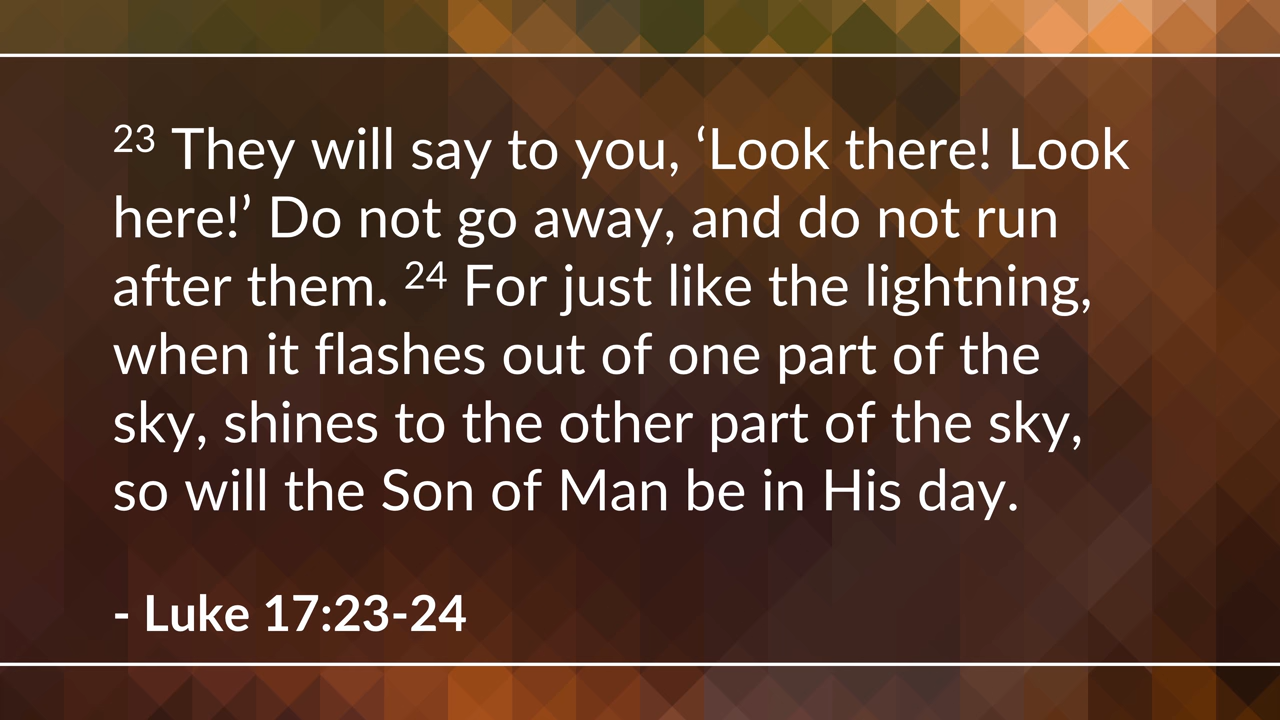 23 They will say to you, ‘Look there! Look
here!’ Do not go away, and do not run
after them. 24 For just like the lightning,
when it flashes out of one part of the
sky, shines to the other part of the sky,
so will the Son of Man be in His day.
- Luke 17:23-24